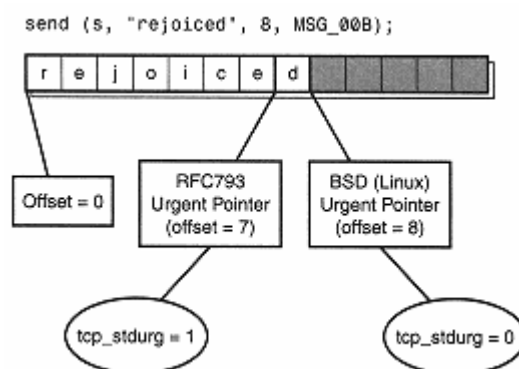 send (s, "rejoiced", 8, MSG_00B);
r e j o i c e d
Offset = 0
RFC793
Urgent Pointer
(offset = 7)
BSD (Linux)
Urgent Pointer
(offset = 8)
tcp_stdurg = 1
tcp_stdurg = 0